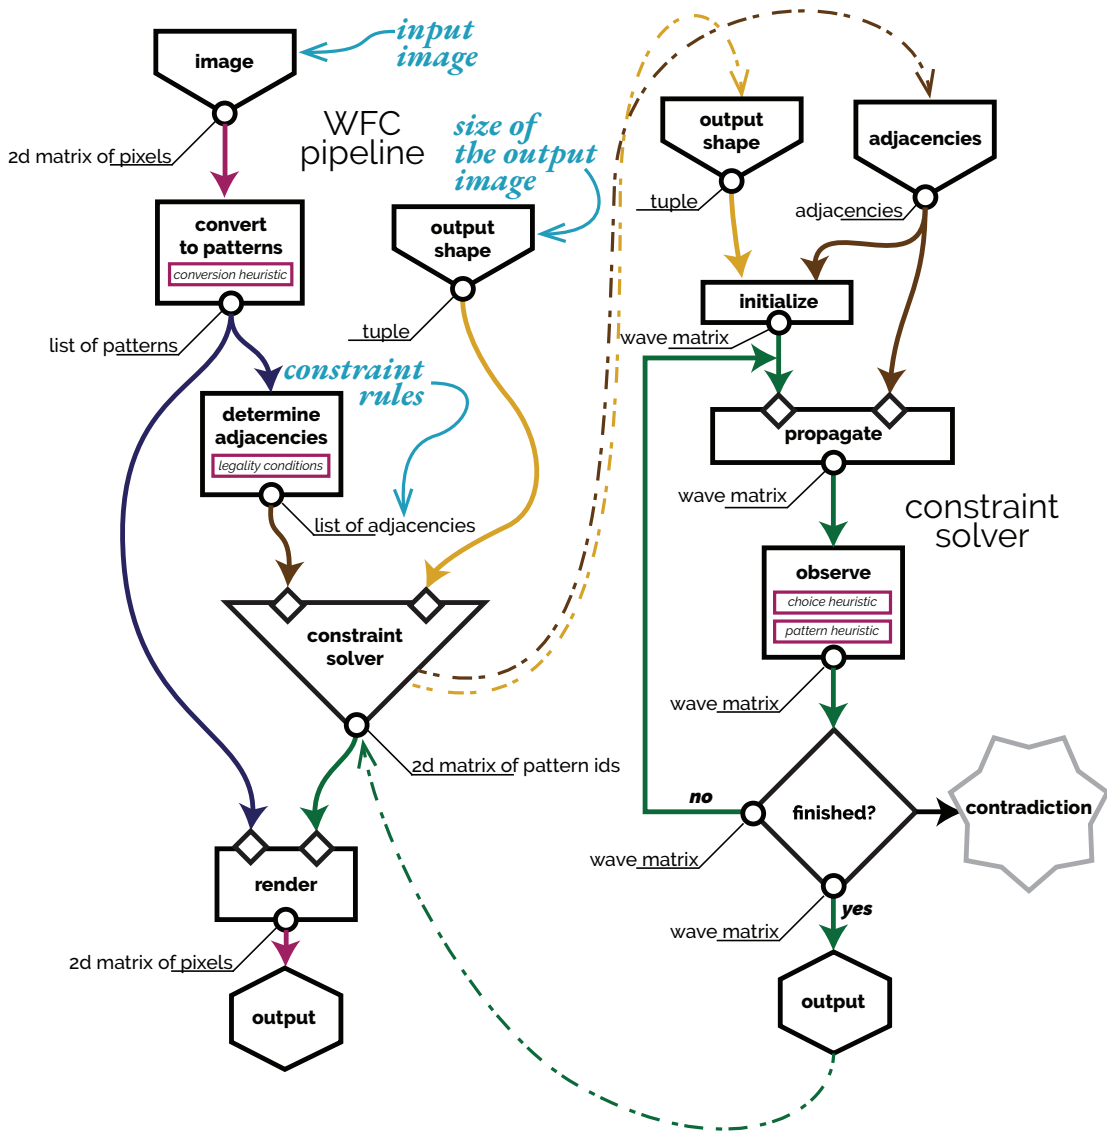 input
image
image
WFC
pipeline
2d matrix of pixels
size of
the output
image
convert
to patterns
conversion heuristic
output
shape
list of patterns
tuple
constraint
rules
determine
adjacencies
legality conditions
list of adjacencies
constraint
solver
2d matrix of pattern ids
render
2d matrix of pixels
output
output
shape
adjacencies
tuple
adjacencies
initialize
wave matrix
propagate
wave matrix
constraint
solver
observe
choice heuristic
pattern heuristic
wave matrix
no
finished?
contradiction
wave matrix
yes
wave matrix
output